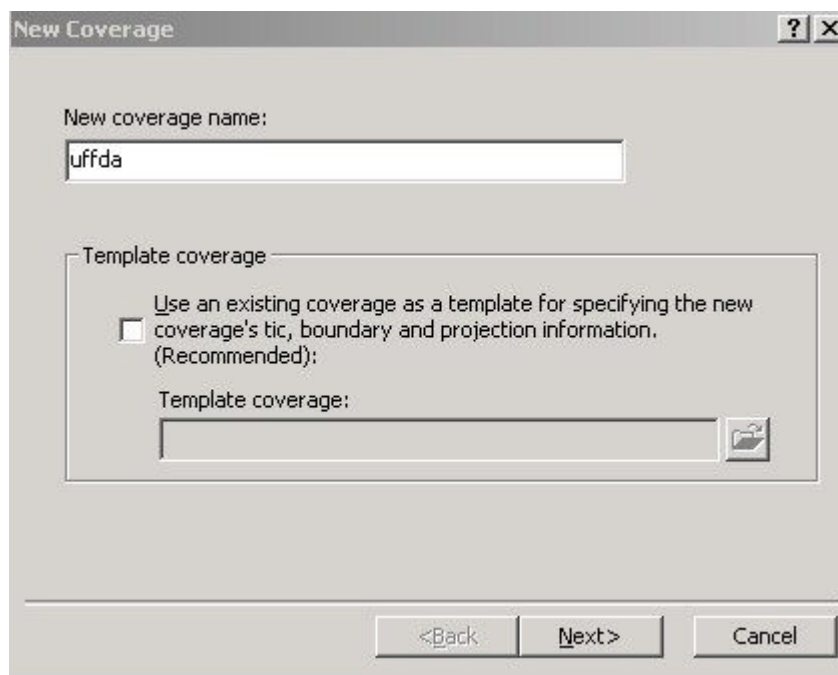 New Coverage
New coverage name:
uffda
Template coverage
Use an existing coverage as a template for specifying the new
coverage's tic, boundary and projection information.
(Recommended):
Template coverage:
<Back Next> Cancel